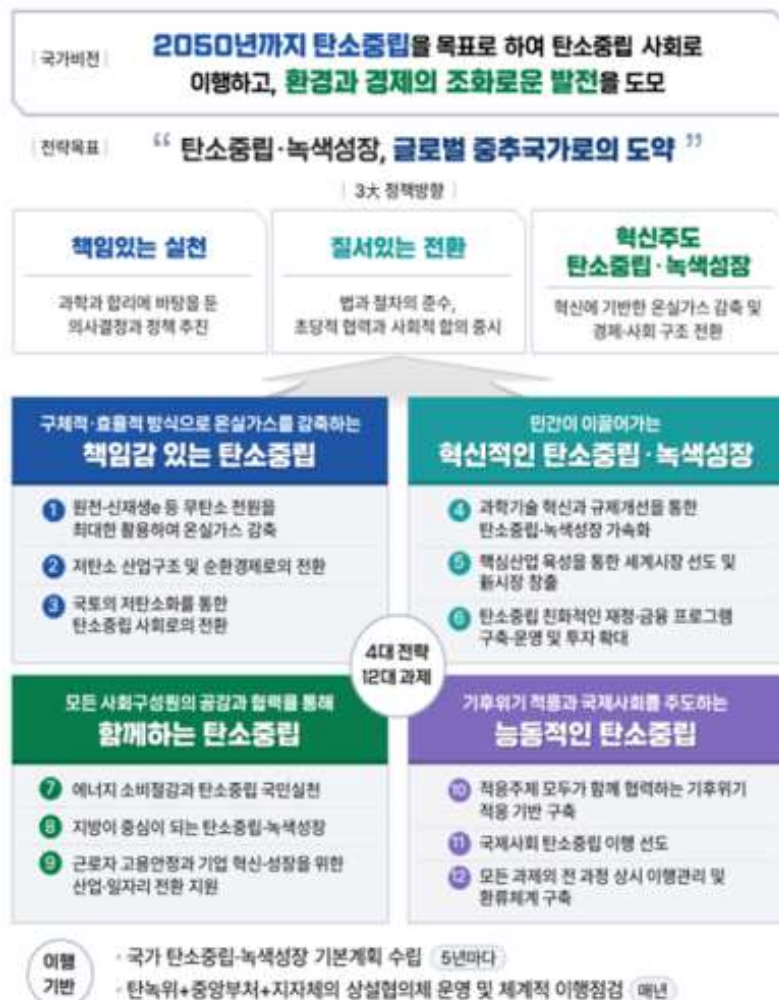 국가비전
2050년까지 탄소중립을 목표로 하여 탄소중립 사회로
이행하고, 환경과 경제의 조화로운 발전을 도모
전략목표
“ 탄소중립·녹색성장, 글로벌 중추국가로의 도약 ”
3大 정책방향
책임있는 실천
과학과 합리에 바탕을 둔
의사결정과 정책 추진
질서있는 전환
법과 절차의 준수,
초당적 협력과 사회적 합의 중시
혁신주도
탄소중립·녹색성장
혁신에 기반한 온실가스 감축 및
경제·사회 구조 전환
구체적·효율적 방식으로 온실가스를 감축하는
책임감 있는 탄소중립
1 원전·신재생e 등 무탄소 전원을
최대한 활용하여 온실가스 감축
2 저탄소 산업구조 및 순환경제로의 전환
3 국토의 저탄소화를 통한
탄소중립 사회로의 전환
민간이 이끌어가는
혁신적인 탄소중립·녹색성장
4 과학기술 혁신과 규제개선을 통한
탄소중립·녹색성장 가속화
5 핵심산업 육성을 통한 세계시장 선도 및
新시장 창출
6 탄소중립 친화적인 재정·금융 프로그램
구축·운영 및 투자 확대
4대 전략
12대 과제
모든 사회구성원의 공감과 협력을 통해
함께하는 탄소중립
7 에너지 소비절감과 탄소중립 국민실천
8 지방이 중심이 되는 탄소중립·녹색성장
9 근로자 고용안정과 기업 혁신·성장을 위한
산업·일자리 전환 지원
기후위기 적응과 국제사회를 주도하는
능동적인 탄소중립
10 적응주체 모두가 함께 협력하는 기후위기
적응 기반 구축
11 국제사회 탄소중립 이행 선도
12 모든 과제의 전 과정 상시 이행관리 및
환류체계 구축
이행
기반
· 국가 탄소중립·녹색성장 기본계획 수립 5년마다
· 탄녹위+중앙부처+지자체의 상설협의체 운영 및 체계적 이행점검 매년